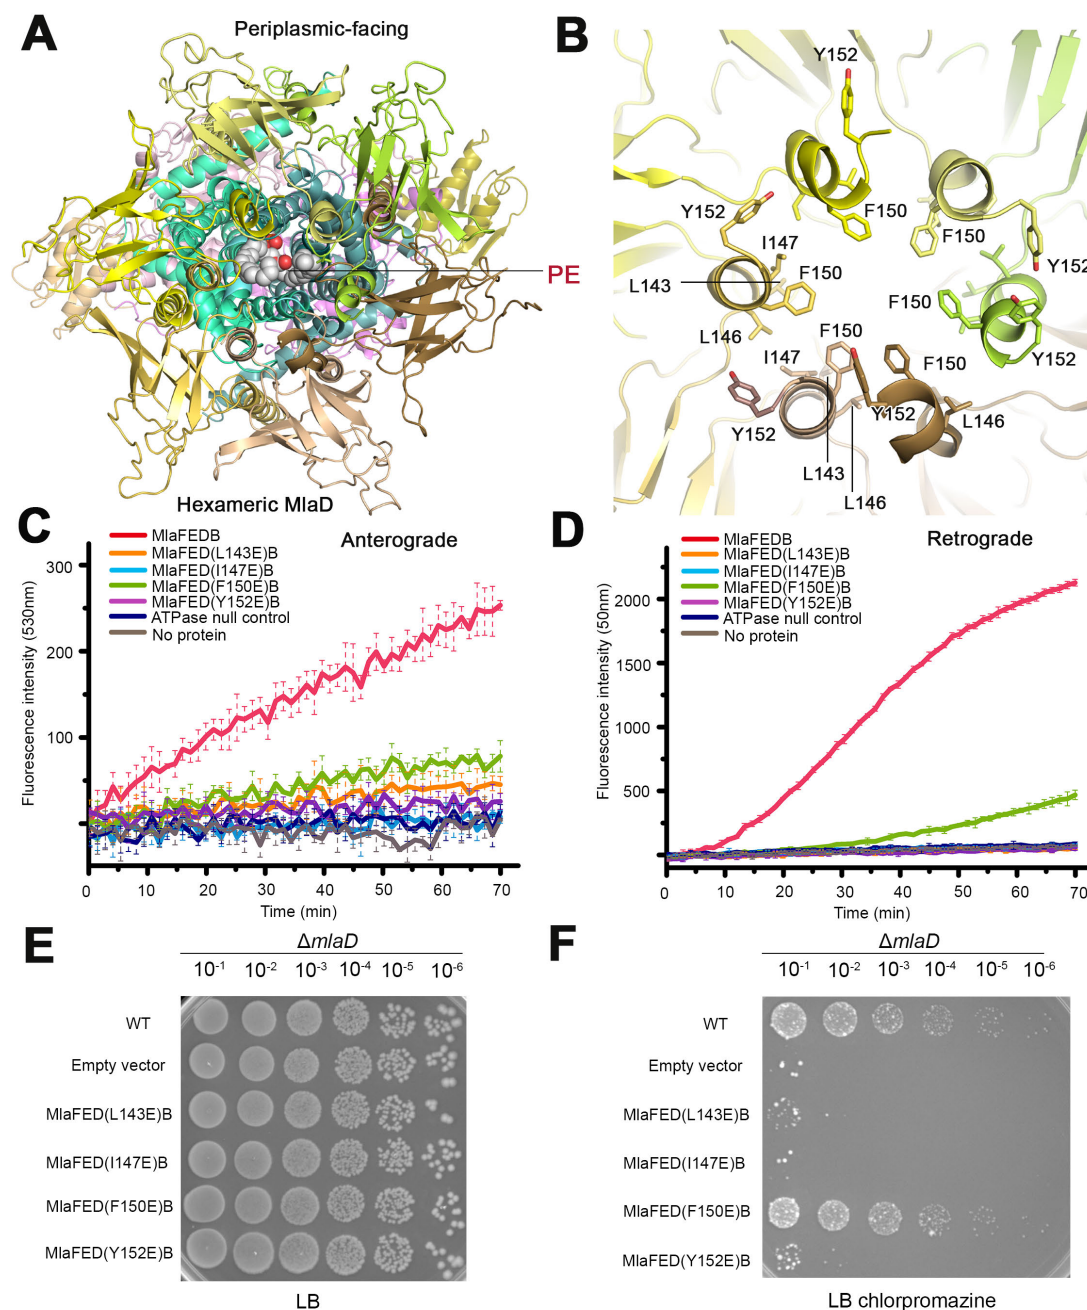 A
Periplasmic-facing
PE
Hexameric MlaD
B
Y152
Y152
F150
F150
I147
Y152
L143
F150
F150
L146
F150
I147
F150
Y152
Y152
Y152
L146
L143
L146
C
Anterograde
MlaFEDB
MlaFED(L143E)B
MlaFED(I147E)B
MlaFED(F150E)B
MlaFED(Y152E)B
ATPase null control
No protein
Fluorescence intensity (530nm)
300
200
100
0 10 20 30 40 50 60 70
Time (min)
D
Retrograde
MlaFEDB
MlaFED(L143E)B
MlaFED(I147E)B
MlaFED(F150E)B
MlaFED(Y152E)B
ATPase null control
No protein
Fluorescence intensity (50nm)
2000
1500
1000
500
0
0 10 20 30 40 50 60 70
Time (min)
E
ΔmlaD
10-1 10-2 10-3 10-4 10-5 10-6
WT
Empty vector
MlaFED(L143E)B
MlaFED(I147E)B
MlaFED(F150E)B
MlaFED(Y152E)B
LB
F
ΔmlaD
10-1 10-2 10-3 10-4 10-5 10-6
WT
Empty vector
MlaFED(L143E)B
MlaFED(I147E)B
MlaFED(F150E)B
MlaFED(Y152E)B
LB chlorpromazine